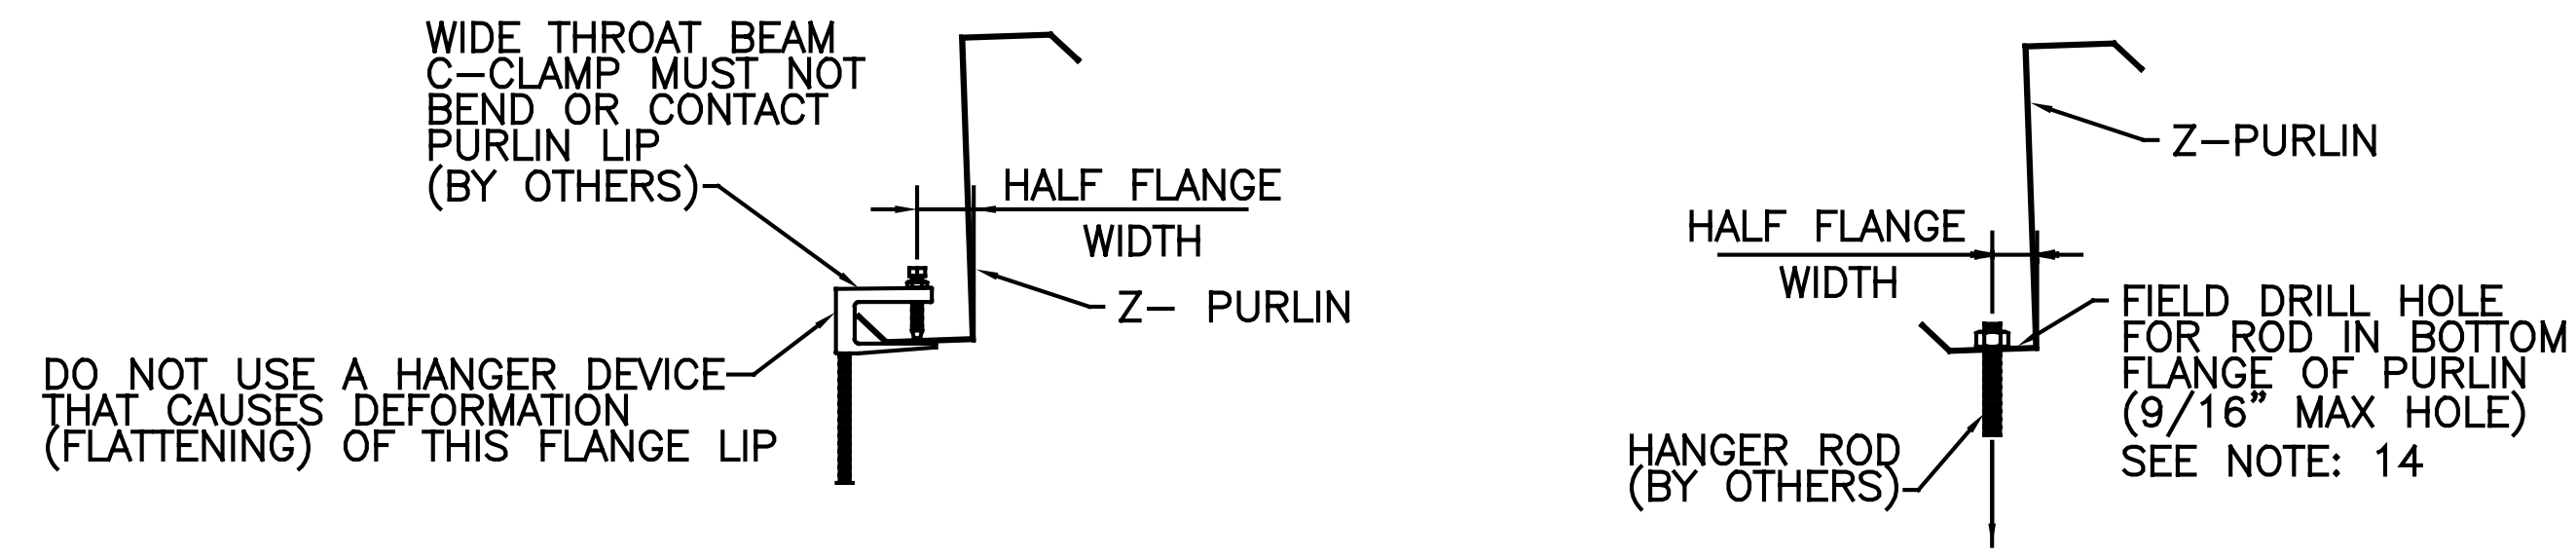 WIDE THROAT BEAM
C-CLAMP MUST NOT
BEND OR CONTACT
PURLIN LIP
(BY OTHERS)
HALF FLANGE
WIDTH
Z- PURLIN
DO NOT USE A HANGER DEVICE
THAT CAUSES DEFORMATION
(FLATTENING) OF THIS FLANGE LIP
Z-PURLIN
HALF FLANGE
WIDTH
FIELD DRILL HOLE
FOR ROD IN BOTTOM
FLANGE OF PURLIN
(9/16" MAX HOLE)
SEE NOTE: 14
HANGER ROD
(BY OTHERS)